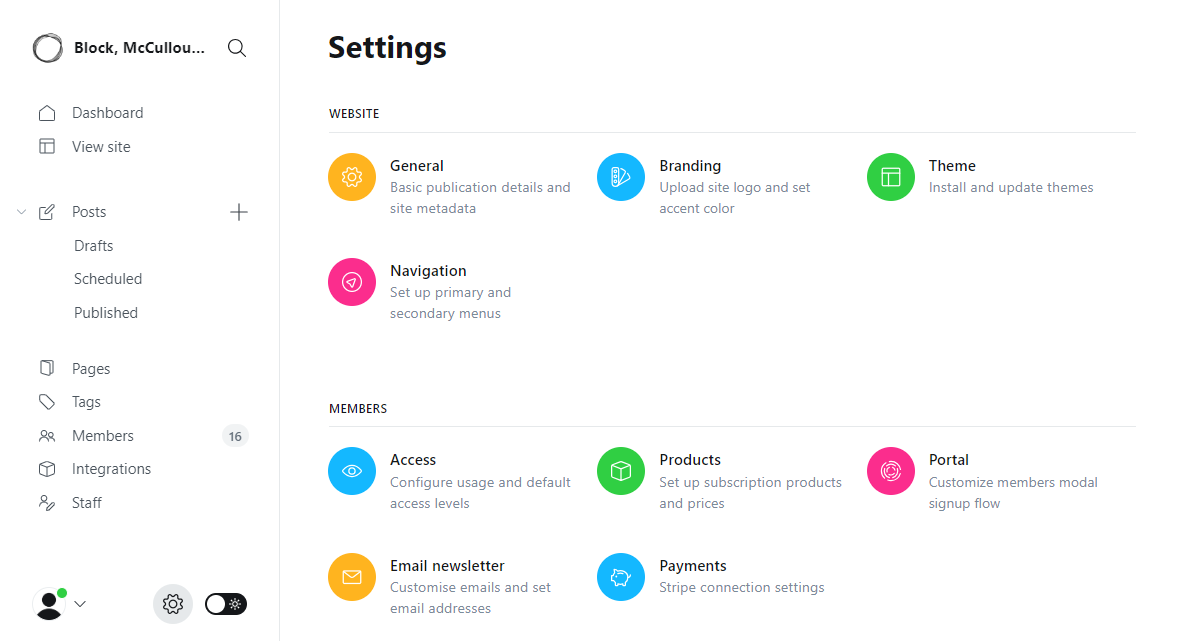 Block, McCullou...
Dashboard
View site
Posts
Drafts
Scheduled
Published
Pages
Tags
Members 16
Integrations
Staff
Settings
WEBSITE
General
Basic publication details and
site metadata
Branding
Upload site logo and set
accent color
Theme
Install and update themes
Navigation
Set up primary and
secondary menus
MEMBERS
Access
Configure usage and default
access levels
Products
Set up subscription products
and prices
Portal
Customize members modal
signup flow
Email newsletter
Customise emails and set
email addresses
Payments
Stripe connection settings